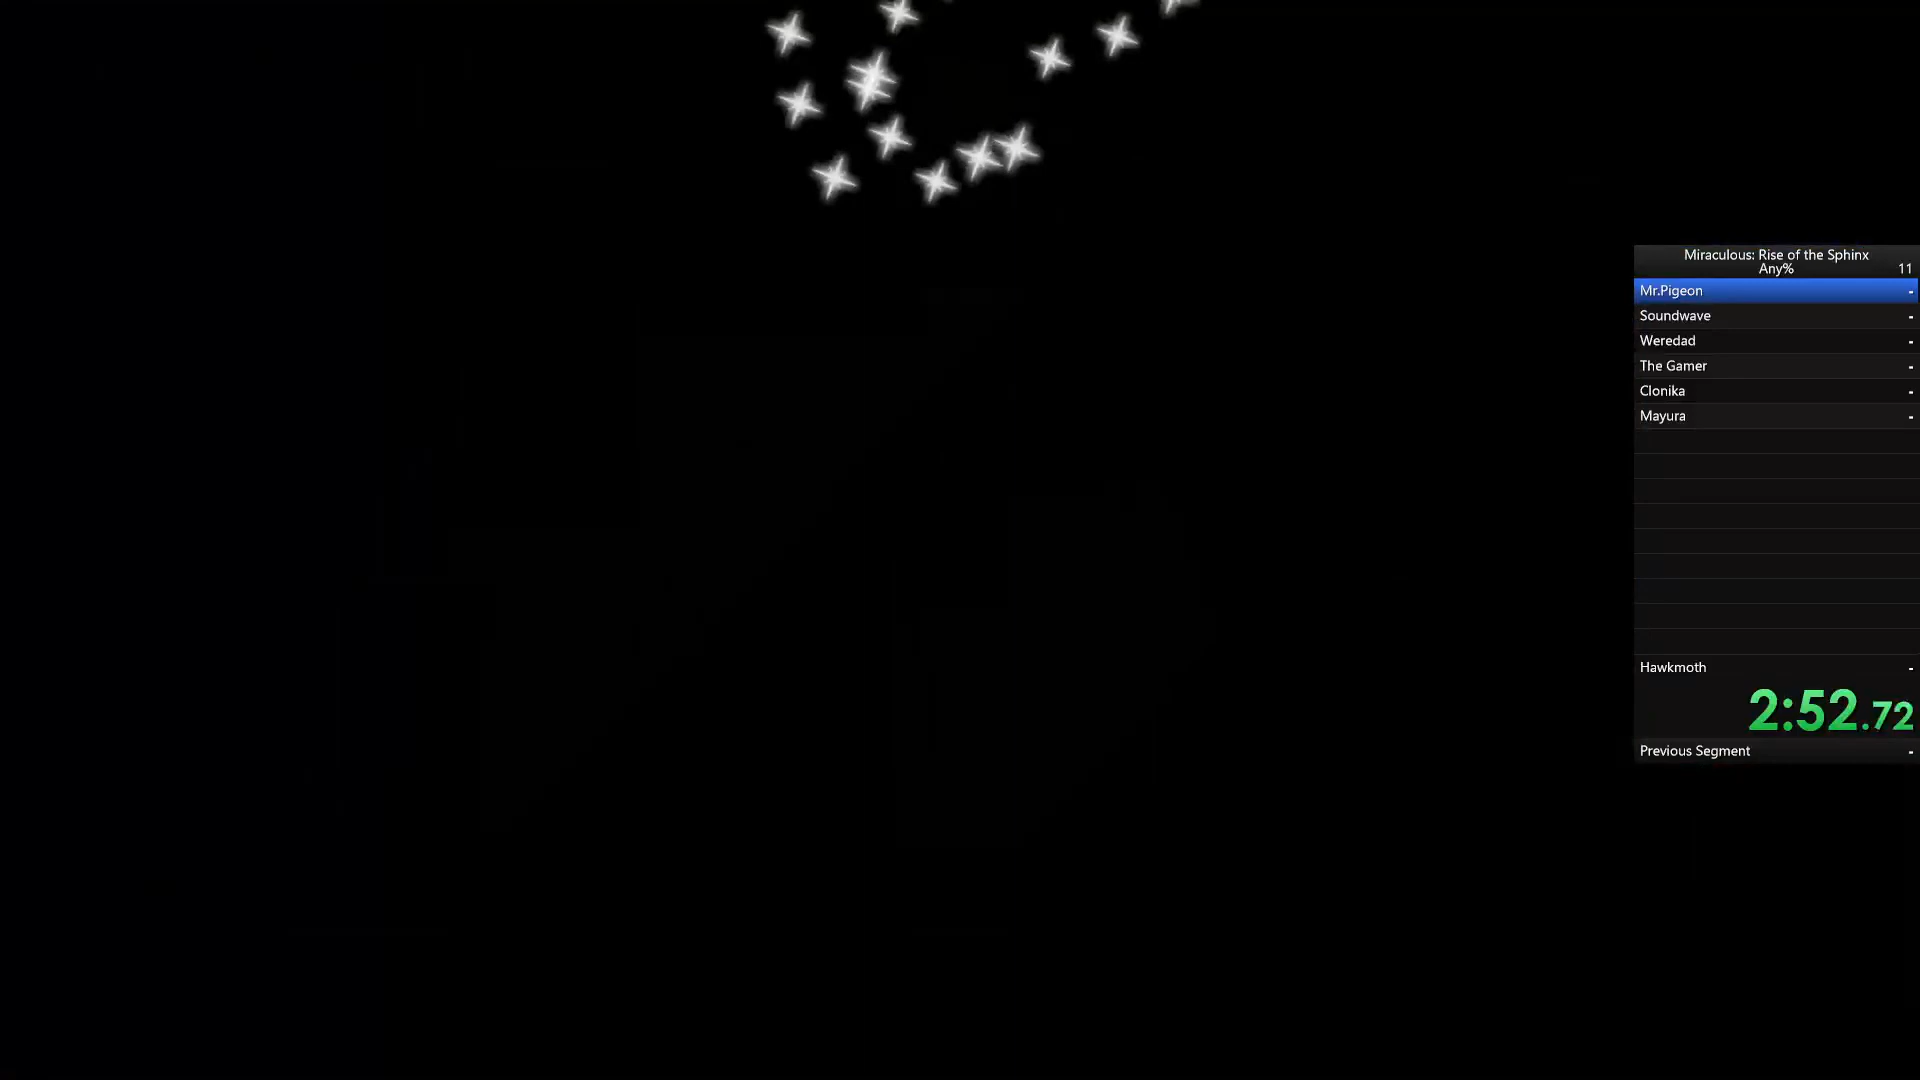 Miraculous: Rise of the Sphinx
Any% 11
Mr.Pigeon -
Soundwave -
Weredad -
The Gamer -
Clonika -
Mayura -
Hawkmoth -
2:52.72
Previous Segment -